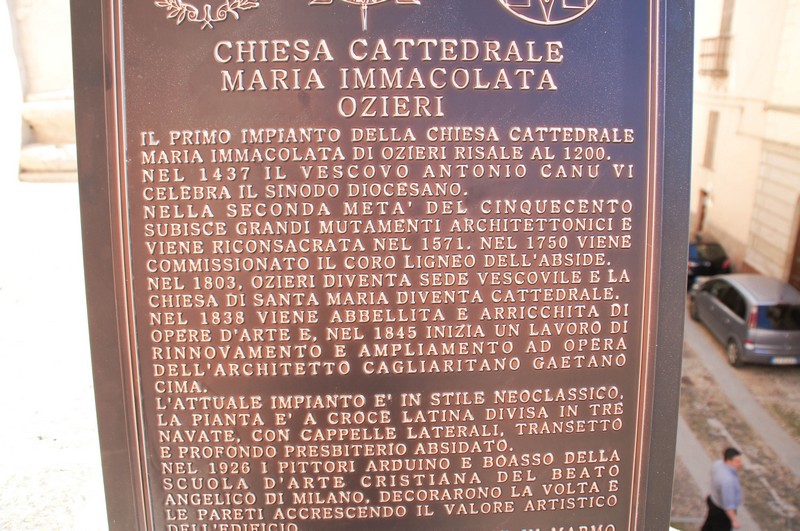 CHIESA CATTEDRALE
MARIA IMMACOLATA
OZIERI
IL PRIMO IMPIANTO DELLA CHIESA CATTEDRALE
MARIA IMMACOLATA DI OZIERI RISALE AL 1200.
NEL 1437 IL VESCOVO ANTONIO CANU VI
CELEBRA IL SINODO DIOCESANO.
NELLA SECONDA META' DEL CINQUECENTO
SUBISCE GRANDI MUTAMENTI ARCHITETTONICI E
VIENE RICONSACRATA NEL 1571. NEL 1750 VIENE
COMMISSIONATO IL CORO LIGNEO DELL'ABSIDE.
NEL 1803, OZIERI DIVENTA SEDE VESCOVILE E LA
CHIESA DI SANTA MARIA DIVENTA CATTEDRALE.
NEL 1838 VIENE ABBELLITA E ARRICCHITA DI
OPERE D'ARTE E, NEL 1845 INIZIA UN LAVORO DI
RINNOVAMENTO E AMPLIAMENTO AD OPERA
DELL'ARCHITETTO CAGLIARITANO GAETANO
CIMA.
L'ATTUALE IMPIANTO E' IN STILE NEOCLASSICO,
LA PIANTA E' A CROCE LATINA DIVISA IN TRE
NAVATE, CON CAPPELLE LATERALI, TRANSETTO
E PROFONDO PRESBITERIO ABSIDATO.
NEL 1926 I PITTORI ARDUINO E BOASSO DELLA
SCUOLA D'ARTE CRISTIANA DEL BEATO
ANGELICO DI MILANO, DECORARONO LA VOLTA E
LE PARETI ACCRESCENDO IL VALORE ARTISTICO
DELL'EDIFICIO.
MARMO